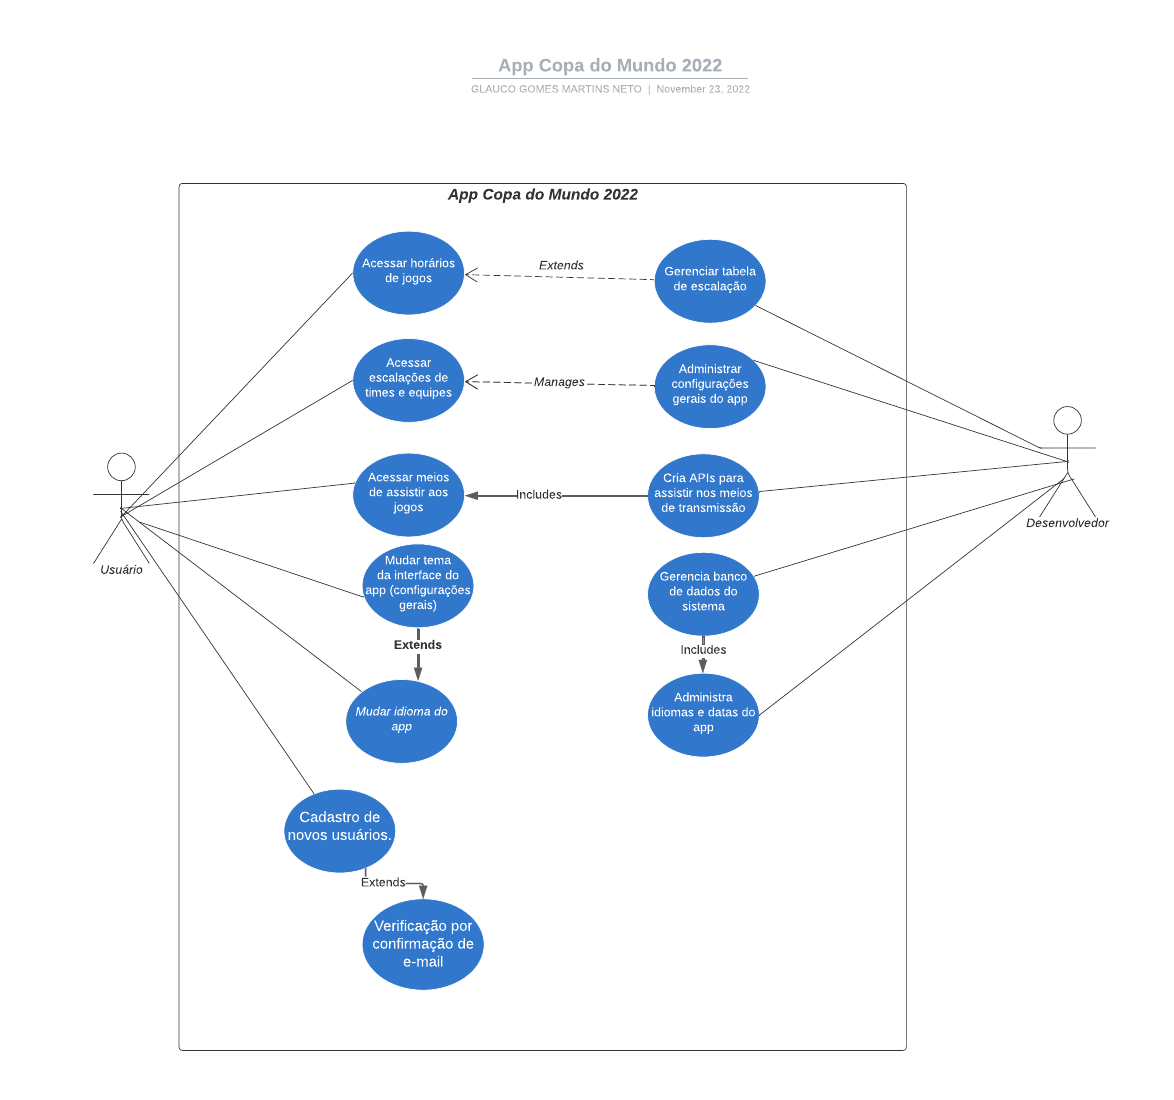 App Copa do Mundo 2022
GLAUCO GOMES MARTINS NETO | November 23, 2022
App Copa do Mundo 2022
Acessar horários
de jogos
Extends
Gerenciar tabela
de escalação
Acessar
escalações de
times e equipes
Manages
Administrar
configurações
gerais do app
Acessar meios
de assistir aos
jogos
Includes
Cria APIs para
assistir nos meios
de transmissão
Desenvolvedor
Usuário
Mudar tema
da interface do
app (configurações
gerais)
Gerencia banco
de dados do
sistema
Extends
Includes
Mudar idioma do
app
Administra
idiomas e datas do
app
Cadastro de
novos usuários.
Extends
Verificação por
confirmação de
e-mail